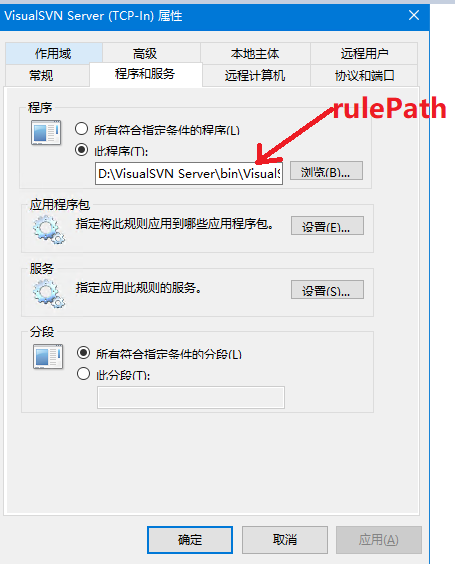 VisualSVN Server (TCP-In) 属性
作用域 高级 本地主体 远程用户
常规 程序和服务 远程计算机 协议和端口
rulePath
程序
所有符合指定条件的程序(L)
此程序(T):
D:\VisualSVN Server\bin\VisualS 浏览(B)...
应用程序包
指定将此规则应用到哪些应用程序包。 设置(E)...
服务
指定应用此规则的服务。 设置(S)...
分段
所有符合指定条件的分段(L)
此分段(T):
确定 取消 应用(A)